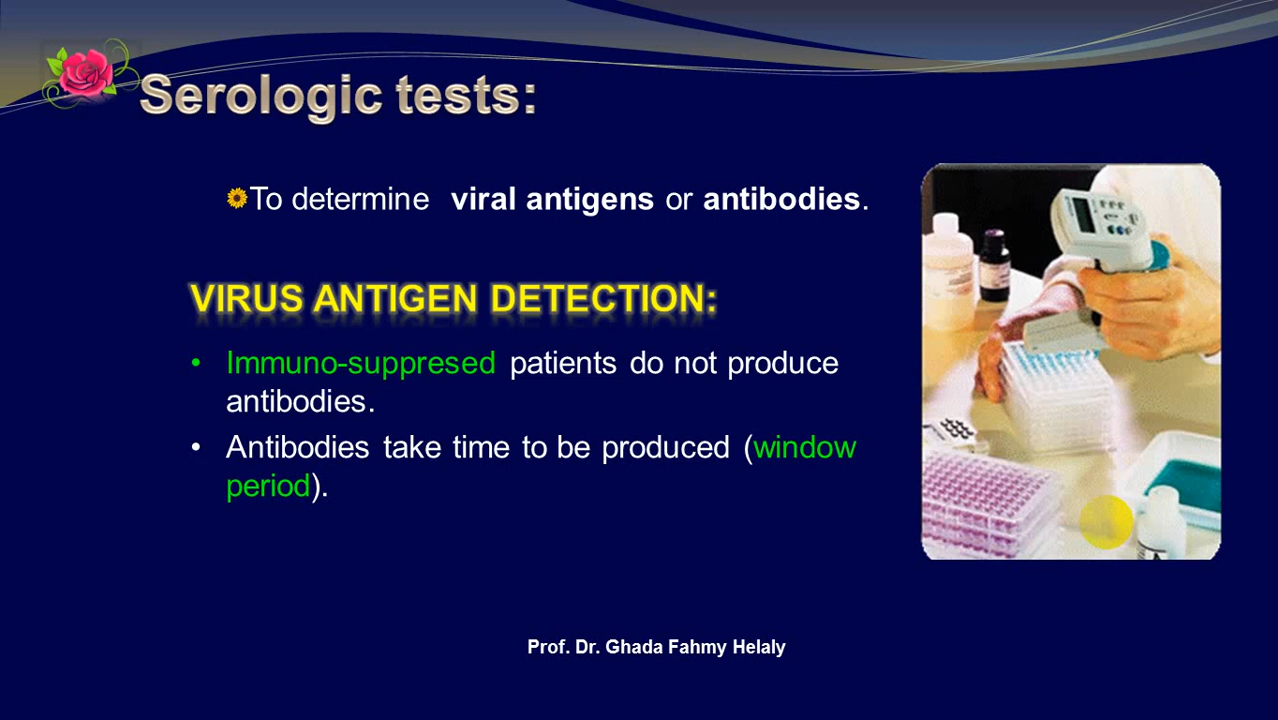 Serologic tests:
To determine viral antigens or antibodies.
VIRUS ANTIGEN DETECTION:
• Immuno-suppresed patients do not produce
antibodies.
• Antibodies take time to be produced (window
period).
Prof. Dr. Ghada Fahmy Helaly